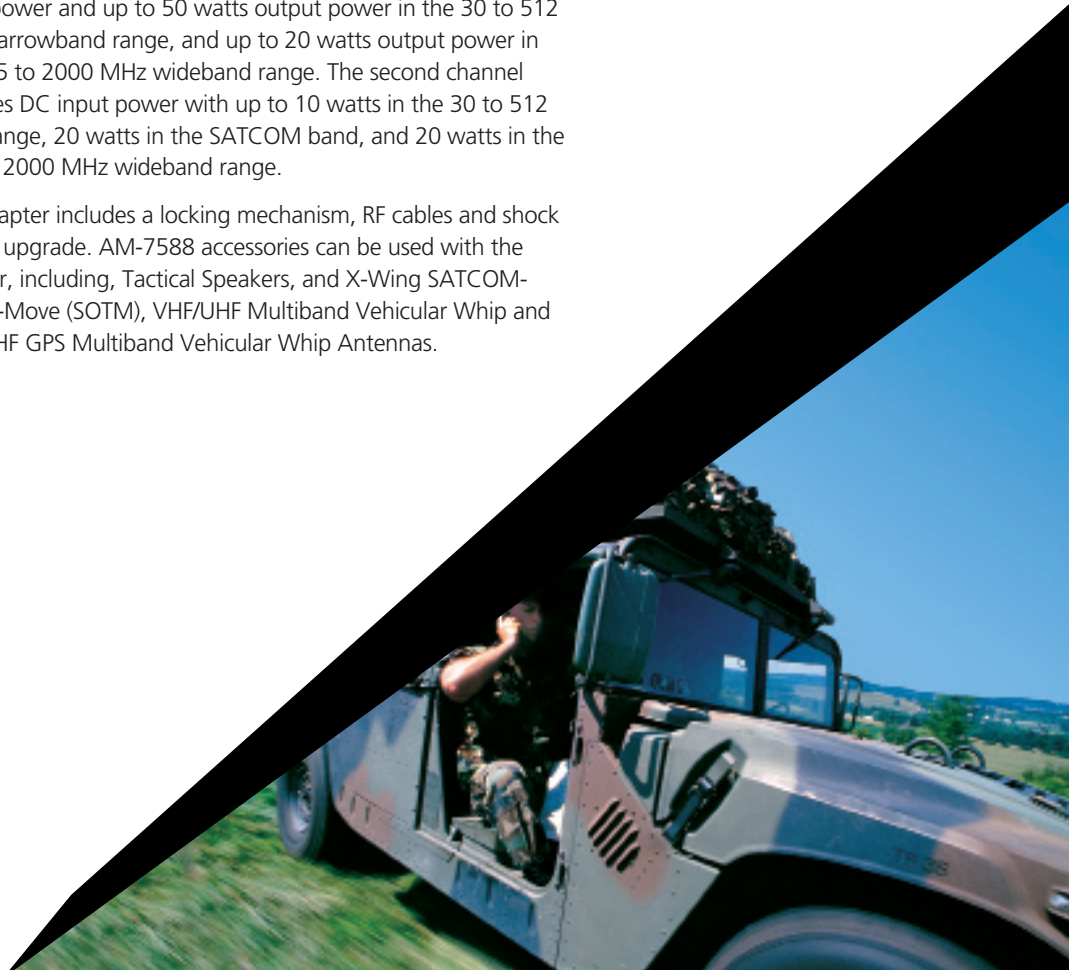 power and up to 50 watts output power in the 30 to 512
arrowband range, and up to 20 watts output power in
5 to 2000 MHz wideband range. The second channel
es DC input power with up to 10 watts in the 30 to 512
ange, 20 watts in the SATCOM band, and 20 watts in the
2000 MHz wideband range.
apter includes a locking mechanism, RF cables and shock
upgrade. AM-7588 accessories can be used with the
r, including, Tactical Speakers, and X-Wing SATCOM-
-Move (SOTM), VHF/UHF Multiband Vehicular Whip and
HF GPS Multiband Vehicular Whip Antennas.